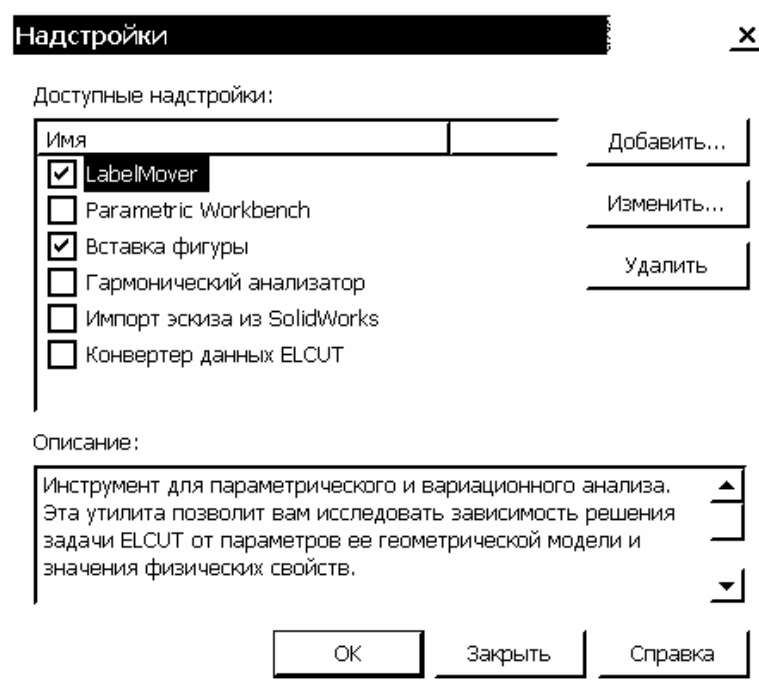 Надстройки
Доступные надстройки:
Имя
Добавить...
LabelMover
Parametric Workbench
Изменить...
Вставка фигуры
Удалить
Гармонический анализатор
Импорт эскиза из SolidWorks
Конвертер данных ELCUT
Описание:
Инструмент для параметрического и вариационного анализа.
Эта утилита позволит вам исследовать зависимость решения
задачи ELCUT от параметров ее геометрической модели и
значения физических свойств.
ОК
Закрыть
Справка